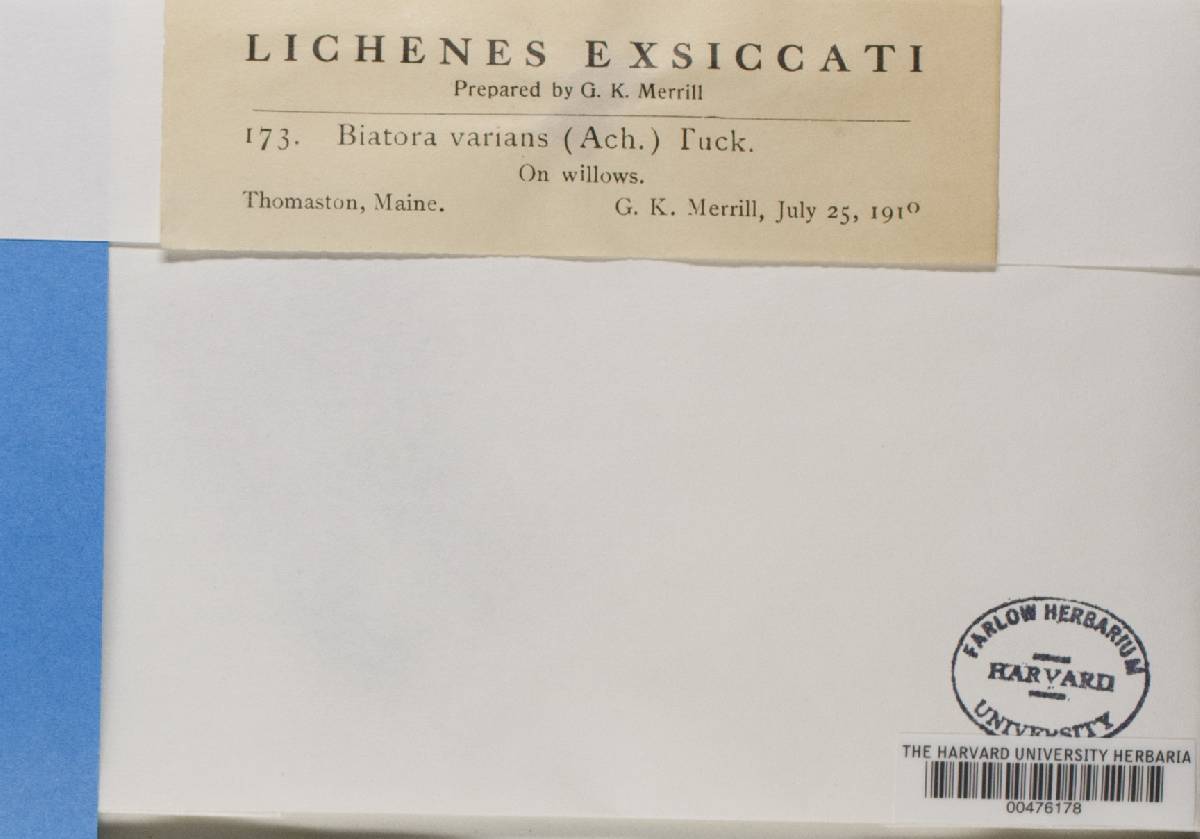 LICHENES EXSICCATI
Prepared by G. K. Merrill
173. Biatora varians (Ach.) Tuck.
On willows.
Thomaston, Maine. G. K. Merrill, July 25, 1910
FARLOW HERBARIUM
HARVARD
UNIVERSITY
THE HARVARD UNIVERSITY HERBARIA
00476178